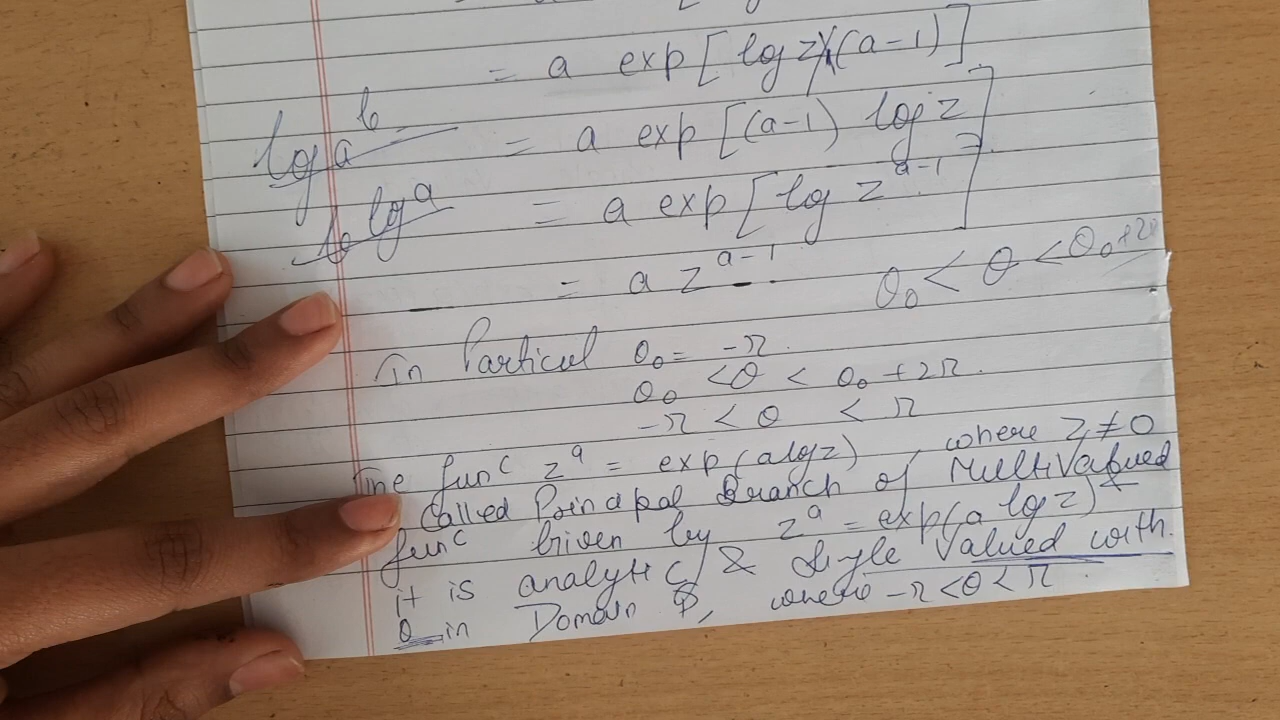 = a exp [ log z (a-1) ]
log a^b = a exp [(a-1) log z]
b log a = a exp [ log z^{a-1} ]
= a z^{a-1} θ₀ < θ < θ₀+2π
In Particul θ₀ = -π.
θ₀ < θ < θ₀ + 2π.
-π < θ < π
The func z^a = exp(a log z), where z ≠ 0
Called Principal Branch of Multivalued
func Given by z^a = exp(a log z)
it is analytic & Single Valued with
θ in Domain D, where -π < θ < π